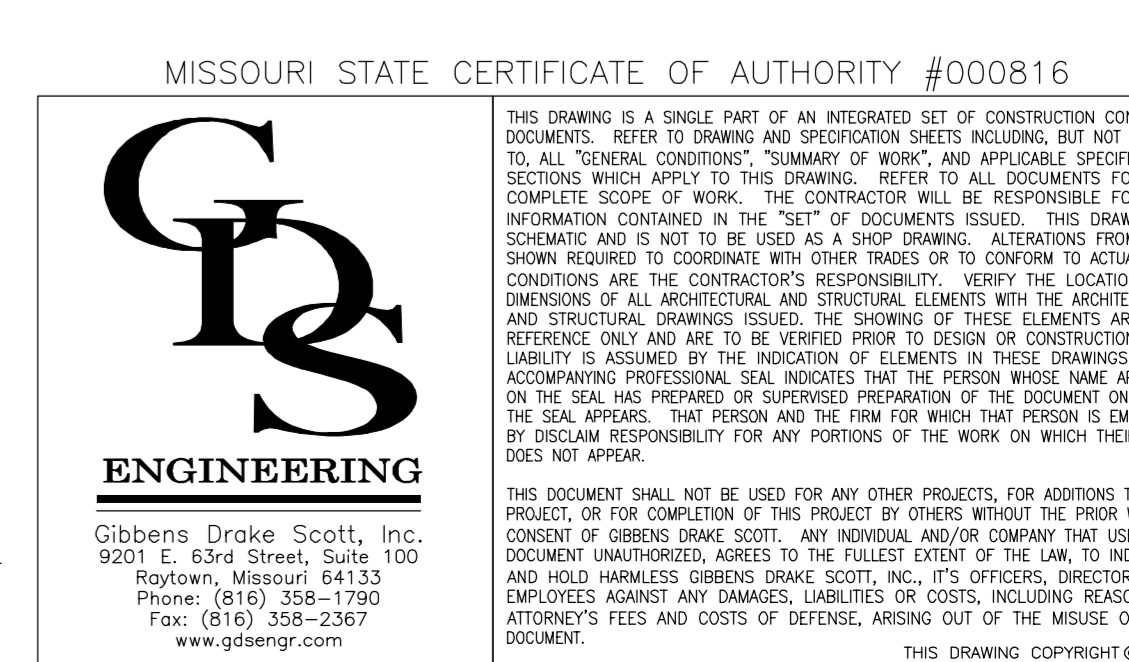 MISSOURI STATE CERTIFICATE OF AUTHORITY #000816
GDS
ENGINEERING
Gibbens Drake Scott, Inc.
9201 E. 63rd Street, Suite 100
Raytown, Missouri 64133
Phone: (816) 358-1790
Fax: (816) 358-2367
www.gdsengr.com
THIS DRAWING IS A SINGLE PART OF AN INTEGRATED SET OF CONSTRUCTION
DOCUMENTS. REFER TO DRAWING AND SPECIFICATION SHEETS INCLUDING, BUT NOT
TO, ALL "GENERAL CONDITIONS", "SUMMARY OF WORK", AND APPLICABLE
SECTIONS WHICH APPLY TO THIS DRAWING. REFER TO ALL DOCUMENTS
COMPLETE SCOPE OF WORK. THE CONTRACTOR WILL BE RESPONSIBLE
INFORMATION CONTAINED IN THE "SET" OF DOCUMENTS ISSUED. THIS
SCHEMATIC AND IS NOT TO BE USED AS A SHOP DRAWING. ALTERATIONS
SHOWN REQUIRED TO COORDINATE WITH OTHER TRADES OR TO CONFORM TO
CONDITIONS ARE THE CONTRACTOR'S RESPONSIBILITY. VERIFY THE
DIMENSIONS OF ALL ARCHITECTURAL AND STRUCTURAL ELEMENTS WITH THE
AND STRUCTURAL DRAWINGS ISSUED. THE SHOWING OF THESE ELEMENTS
REFERENCE ONLY AND ARE TO BE VERIFIED PRIOR TO DESIGN OR CONSTRUCTION
LIABILITY IS ASSUMED BY THE INDICATION OF ELEMENTS IN THESE DRAWINGS
ACCOMPANYING PROFESSIONAL SEAL INDICATES THAT THE PERSON WHOSE NAME
ON THE SEAL HAS PREPARED OR SUPERVISED PREPARATION OF THE DOCUMENT ON
THE SEAL APPEARS. THAT PERSON AND THE FIRM FOR WHICH THAT PERSON IS
BY DISCLAIM RESPONSIBILITY FOR ANY PORTIONS OF THE WORK ON WHICH
DOES NOT APPEAR.
THIS DOCUMENT SHALL NOT BE USED FOR ANY OTHER PROJECTS, FOR ADDITIONS
PROJECT, OR FOR COMPLETION OF THIS PROJECT BY OTHERS WITHOUT THE PRIOR
CONSENT OF GIBBENS DRAKE SCOTT. ANY INDIVIDUAL AND/OR COMPANY THAT
DOCUMENT UNAUTHORIZED, AGREES TO THE FULLEST EXTENT OF THE LAW, TO
AND HOLD HARMLESS GIBBENS DRAKE SCOTT, INC., IT'S OFFICERS,
EMPLOYEES AGAINST ANY DAMAGES, LIABILITIES OR COSTS, INCLUDING
ATTORNEY'S FEES AND COSTS OF DEFENSE, ARISING OUT OF THE MISUSE
DOCUMENT.
THIS DRAWING COPYRIGHT ©